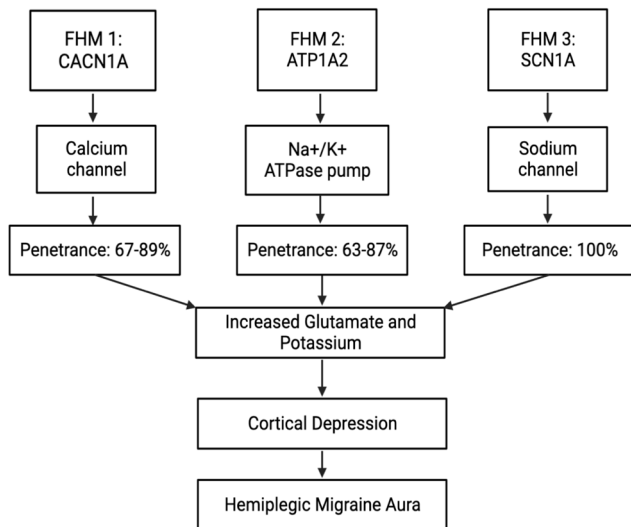 FHM 1:
CACN1A
FHM 2:
ATP1A2
FHM 3:
SCN1A
Calcium
channel
Na+/K+
ATPase pump
Sodium
channel
Penetrance: 67-89%
Penetrance: 63-87%
Penetrance: 100%
Increased Glutamate and
Potassium
Cortical Depression
Hemiplegic Migraine Aura